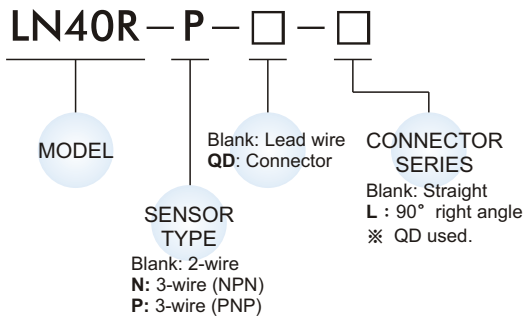 LN40R－P－□－□
MODEL
SENSOR
TYPE
Blank: 2-wire
N: 3-wire (NPN)
P: 3-wire (PNP)
Blank: Lead wire
QD: Connector
CONNECTOR
SERIES
Blank: Straight
L：90° right angle
※ QD used.